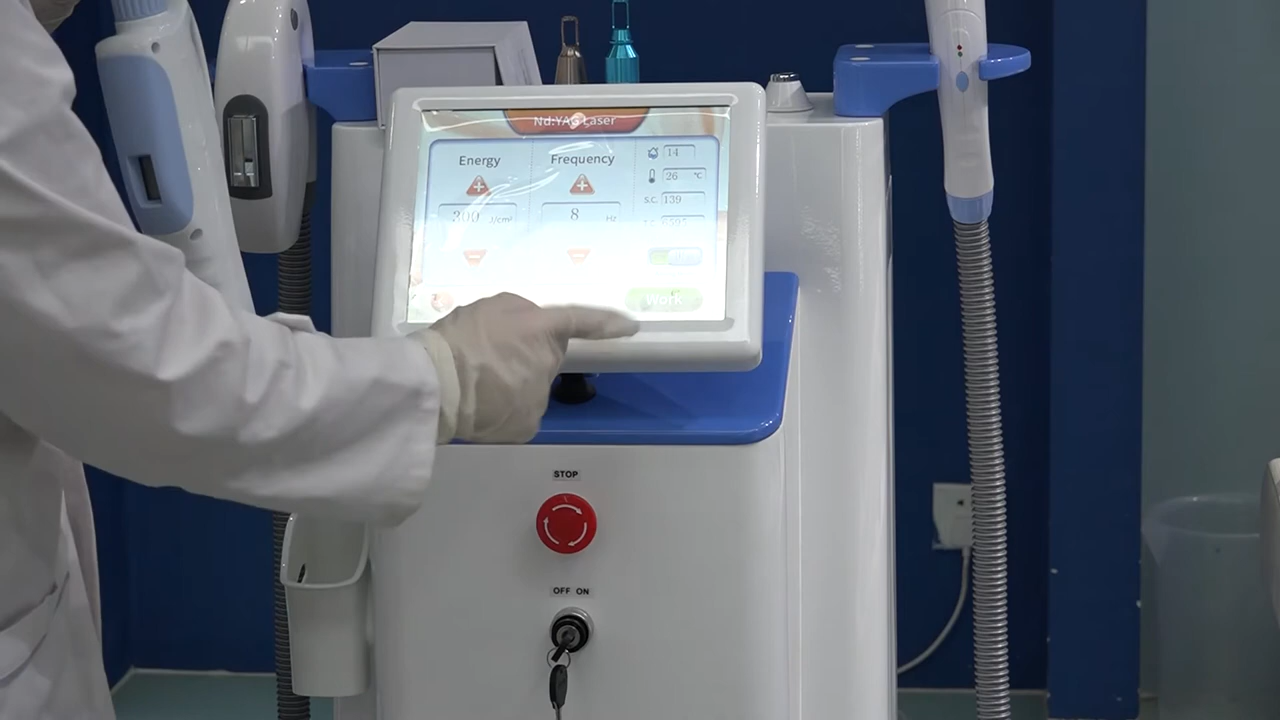 Nd:YAG Laser
Energy
Frequency
14
26 ℃
S.C. 139
300 J/cm²
8 Hz
Work
STOP
OFF ON